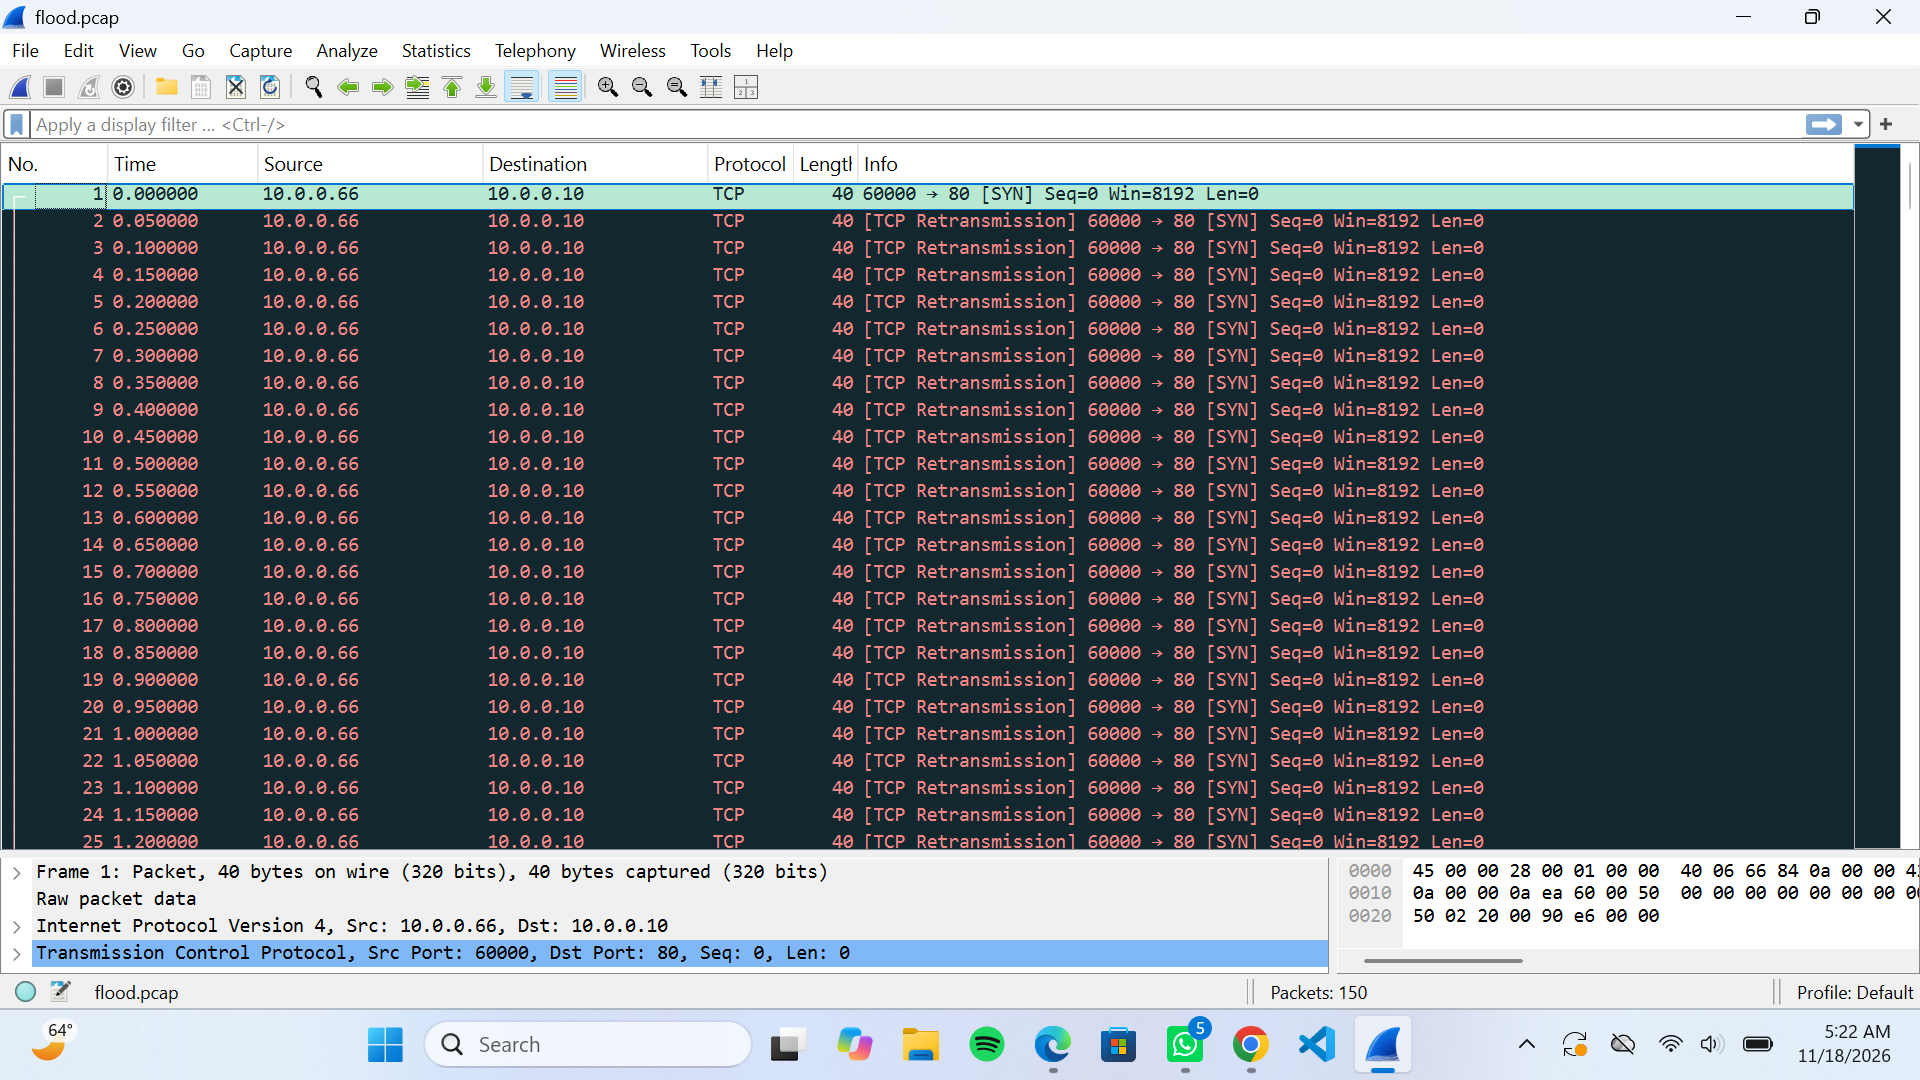 flood.pcap
File Edit View Go Capture Analyze Statistics Telephony Wireless Tools Help
Apply a display filter ... <Ctrl-/>
No. Time Source Destination Protocol Length Info
1 0.000000 10.0.0.66 10.0.0.10 TCP 40 60000 → 80 [SYN] Seq=0 Win=8192 Len=0
2 0.050000 10.0.0.66 10.0.0.10 TCP 40 [TCP Retransmission] 60000 → 80 [SYN] Seq=0 Win=8192 Len=0
3 0.100000 10.0.0.66 10.0.0.10 TCP 40 [TCP Retransmission] 60000 → 80 [SYN] Seq=0 Win=8192 Len=0
4 0.150000 10.0.0.66 10.0.0.10 TCP 40 [TCP Retransmission] 60000 → 80 [SYN] Seq=0 Win=8192 Len=0
5 0.200000 10.0.0.66 10.0.0.10 TCP 40 [TCP Retransmission] 60000 → 80 [SYN] Seq=0 Win=8192 Len=0
6 0.250000 10.0.0.66 10.0.0.10 TCP 40 [TCP Retransmission] 60000 → 80 [SYN] Seq=0 Win=8192 Len=0
7 0.300000 10.0.0.66 10.0.0.10 TCP 40 [TCP Retransmission] 60000 → 80 [SYN] Seq=0 Win=8192 Len=0
8 0.350000 10.0.0.66 10.0.0.10 TCP 40 [TCP Retransmission] 60000 → 80 [SYN] Seq=0 Win=8192 Len=0
9 0.400000 10.0.0.66 10.0.0.10 TCP 40 [TCP Retransmission] 60000 → 80 [SYN] Seq=0 Win=8192 Len=0
10 0.450000 10.0.0.66 10.0.0.10 TCP 40 [TCP Retransmission] 60000 → 80 [SYN] Seq=0 Win=8192 Len=0
11 0.500000 10.0.0.66 10.0.0.10 TCP 40 [TCP Retransmission] 60000 → 80 [SYN] Seq=0 Win=8192 Len=0
12 0.550000 10.0.0.66 10.0.0.10 TCP 40 [TCP Retransmission] 60000 → 80 [SYN] Seq=0 Win=8192 Len=0
13 0.600000 10.0.0.66 10.0.0.10 TCP 40 [TCP Retransmission] 60000 → 80 [SYN] Seq=0 Win=8192 Len=0
14 0.650000 10.0.0.66 10.0.0.10 TCP 40 [TCP Retransmission] 60000 → 80 [SYN] Seq=0 Win=8192 Len=0
15 0.700000 10.0.0.66 10.0.0.10 TCP 40 [TCP Retransmission] 60000 → 80 [SYN] Seq=0 Win=8192 Len=0
16 0.750000 10.0.0.66 10.0.0.10 TCP 40 [TCP Retransmission] 60000 → 80 [SYN] Seq=0 Win=8192 Len=0
17 0.800000 10.0.0.66 10.0.0.10 TCP 40 [TCP Retransmission] 60000 → 80 [SYN] Seq=0 Win=8192 Len=0
18 0.850000 10.0.0.66 10.0.0.10 TCP 40 [TCP Retransmission] 60000 → 80 [SYN] Seq=0 Win=8192 Len=0
19 0.900000 10.0.0.66 10.0.0.10 TCP 40 [TCP Retransmission] 60000 → 80 [SYN] Seq=0 Win=8192 Len=0
20 0.950000 10.0.0.66 10.0.0.10 TCP 40 [TCP Retransmission] 60000 → 80 [SYN] Seq=0 Win=8192 Len=0
21 1.000000 10.0.0.66 10.0.0.10 TCP 40 [TCP Retransmission] 60000 → 80 [SYN] Seq=0 Win=8192 Len=0
22 1.050000 10.0.0.66 10.0.0.10 TCP 40 [TCP Retransmission] 60000 → 80 [SYN] Seq=0 Win=8192 Len=0
23 1.100000 10.0.0.66 10.0.0.10 TCP 40 [TCP Retransmission] 60000 → 80 [SYN] Seq=0 Win=8192 Len=0
24 1.150000 10.0.0.66 10.0.0.10 TCP 40 [TCP Retransmission] 60000 → 80 [SYN] Seq=0 Win=8192 Len=0
25 1.200000 10.0.0.66 10.0.0.10 TCP 40 [TCP Retransmission] 60000 → 80 [SYN] Seq=0 Win=8192 Len=0
Frame 1: Packet, 40 bytes on wire (320 bits), 40 bytes captured (320 bits)
Raw packet data
Internet Protocol Version 4, Src: 10.0.0.66, Dst: 10.0.0.10
Transmission Control Protocol, Src Port: 60000, Dst Port: 80, Seq: 0, Len: 0
0000 45 00 00 28 00 01 00 00 40 06 66 84 0a 00 00
0010 0a 00 00 0a ea 60 00 50 00 00 00 00 00 00 00
0020 50 02 20 00 90 e6 00 00
flood.pcap
Packets: 150
Profile: Default
64°
Search
5
5:22 AM
11/18/2026